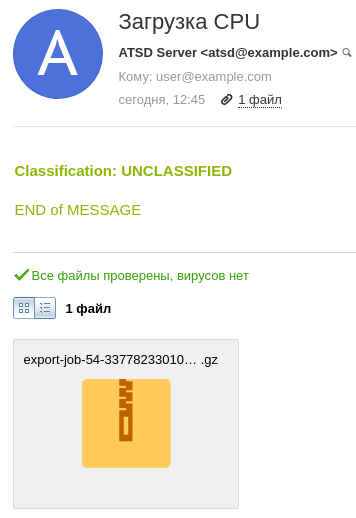 A
Загрузка CPU
ATSD Server <atsd@example.com>
Кому: user@example.com
сегодня, 12:45 1 файл
Classification: UNCLASSIFIED
END of MESSAGE
Все файлы проверены, вирусов нет
1 файл
export-job-54-33778233010... .gz